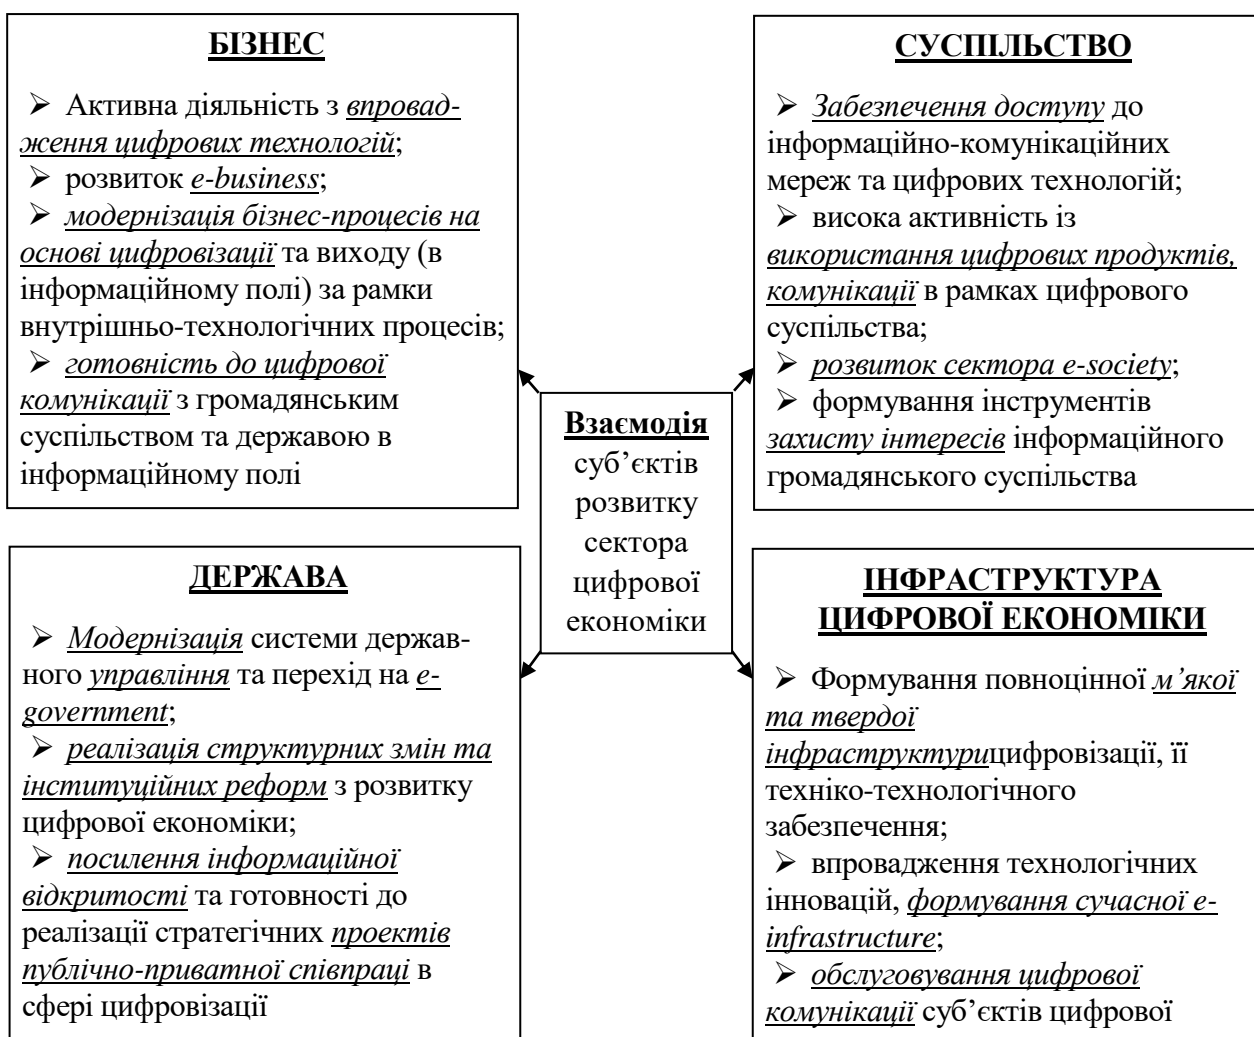 БІЗНЕС
➢ Активна діяльність з впровад-
ження цифрових технологій;
➢ розвиток e-business;
➢ модернізація бізнес-процесів на
основі цифровізації та виходу (в
інформаційному полі) за рамки
внутрішньо-технологічних процесів;
➢ готовність до цифрової
комунікації з громадянським
суспільством та державою в
інформаційному полі
СУСПІЛЬСТВО
➢ Забезпечення доступу до
інформаційно-комунікаційних
мереж та цифрових технологій;
➢ висока активність із
використання цифрових продуктів,
комунікації в рамках цифрового
суспільства;
➢ розвиток сектора e-society;
➢ формування інструментів
захисту інтересів інформаційного
громадянського суспільства
Взаємодія
суб’єктів
розвитку
сектора
цифрової
економіки
ДЕРЖАВА
➢ Модернізація системи держав-
ного управління та перехід на e-
government;
➢ реалізація структурних змін та
інституційних реформ з розвитку
цифрової економіки;
➢ посилення інформаційної
відкритості та готовності до
реалізації стратегічних проектів
публічно-приватної співпраці в
сфері цифровізації
ІНФРАСТРУКТУРА
ЦИФРОВОЇ ЕКОНОМІКИ
➢ Формування повноцінної м’якої
та твердої
інфраструктурицифровізації, її
техніко-технологічного
забезпечення;
➢ впровадження технологічних
інновацій, формування сучасної e-
infrastructure;
➢ обслуговування цифрової
комунікації суб’єктів цифрової